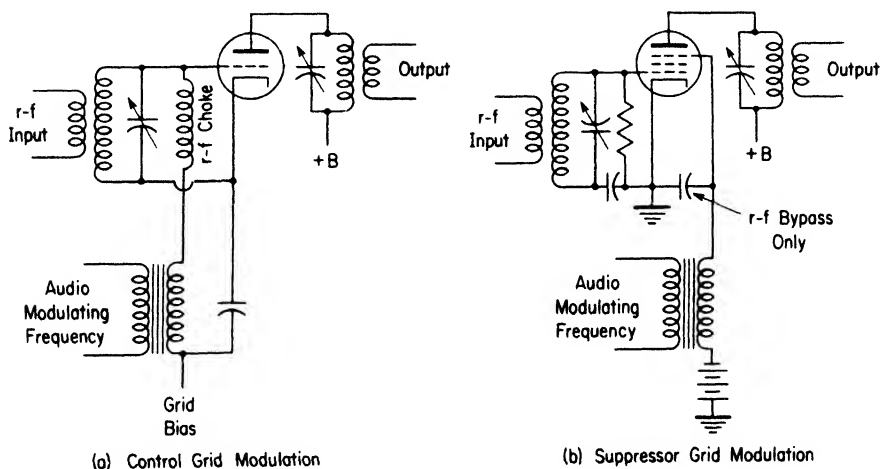 r-f
Input
r-f Choke
Output
+B
Audio
Modulating
Frequency
Grid
Bias
(a) Control Grid Modulation
r-f
Input
Output
+B
r-f Bypass
Only
Audio
Modulating
Frequency
(b) Suppressor Grid Modulation